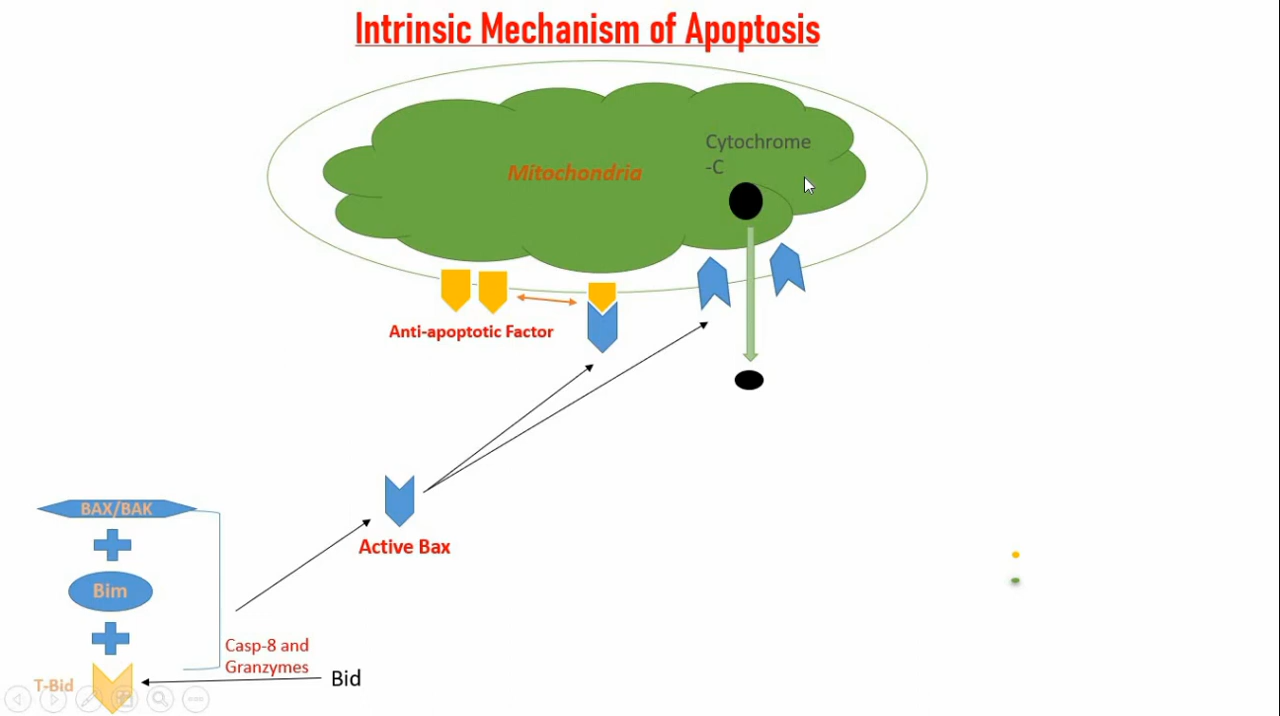 Intrinsic Mechanism of Apoptosis
Cytochrome
-C
Mitochondria
Anti-apoptotic Factor
BAX/BAK
Active Bax
Bim
Casp-8 and
Granzymes
T-Bid
Bid